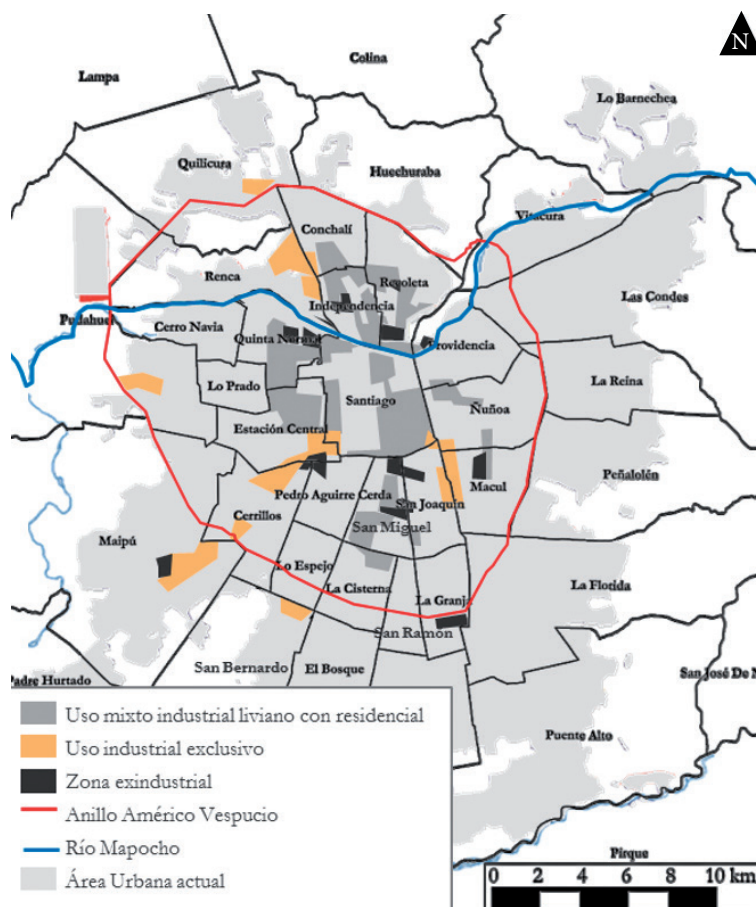 N
Colina
Lampa
Lo Barnechea
Quilicura
Huechuraba
Vitacura
Conchalí
Renca
Recoleta
Independencia
Las Condes
Pudahuel
Cerro Navia
Quinta Normal
Providencia
Lo Prado
La Reina
Santiago
Ñuñoa
Estación Central
Peñalolén
Pedro Aguirre Cerda
Macul
San Joaquín
Cerrillos
San Miguel
Maipú
Lo Espejo
La Cisterna
La Florida
La Granja
San Ramón
San Bernardo
El Bosque
Padre Hurtado
San José De
Puente Alto
Pirque
Uso mixto industrial liviano con residencial
Uso industrial exclusivo
Zona exindustrial
Anillo Américo Vespucio
Río Mapocho
Área Urbana actual
0 2 4 6 8 10 km